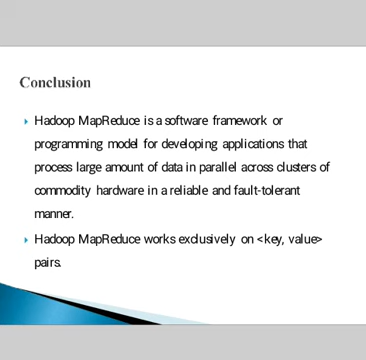 Conclusion
Hadoop MapReduce is a software framework or
programming model for developing applications that
process large amount of data in parallel across clusters of
commodity hardware in a reliable and fault-tolerant
manner.
Hadoop MapReduce works exclusively on <key, value>
pairs.